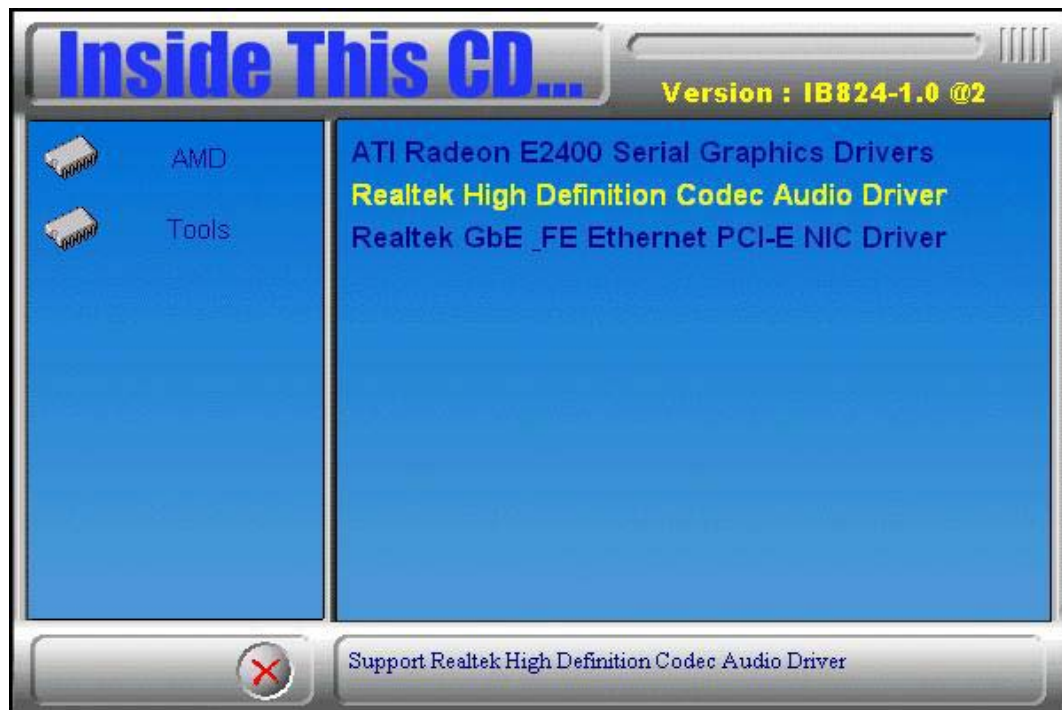 Inside This CD...
Version : IB824-1.0 @2
AMD
Tools
ATI Radeon E2400 Serial Graphics Drivers
Realtek High Definition Codec Audio Driver
Realtek GbE _FE Ethernet PCI-E NIC Driver
Support Realtek High Definition Codec Audio Driver